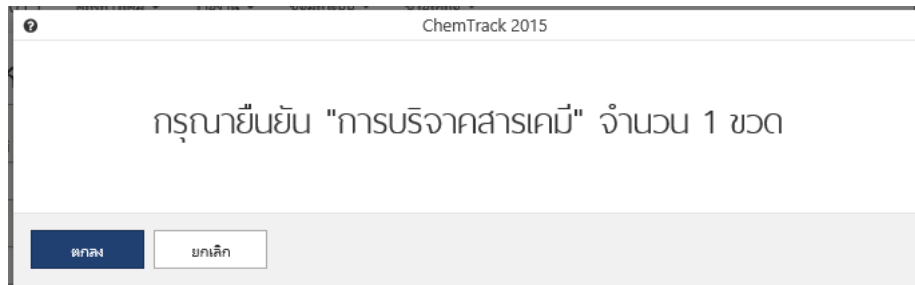 ChemTrack 2015
กรุณายืนยัน "การบริจาคสารเคมี" จำนวน 1 ขวด
ตกลง
ยกเลิก